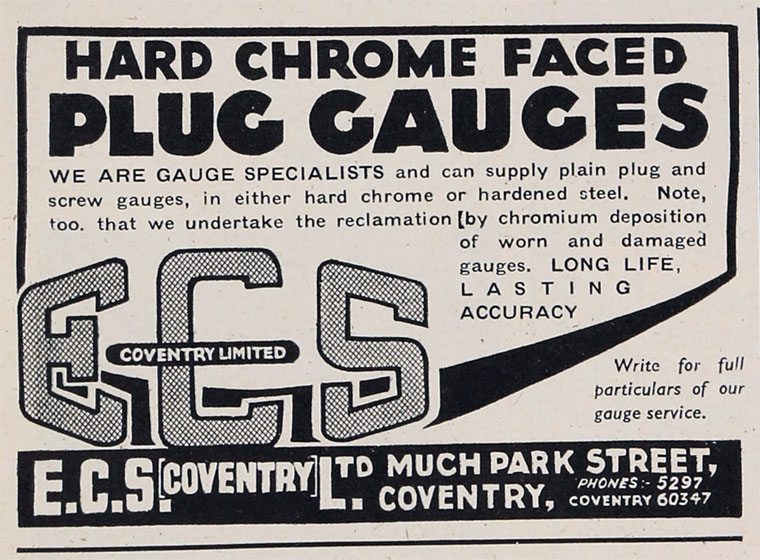 HARD CHROME FACED
PLUG GAUGES
WE ARE GAUGE SPECIALISTS and can supply plain plug and
screw gauges, in either hard chrome or hardened steel. Note,
too. that we undertake the reclamation [by chromium deposition
of worn and damaged
gauges. LONG LIFE,
LASTING
ACCURACY
ECS
COVENTRY LIMITED
Write for full
particulars of our
gauge service.
E.C.S. [COVENTRY] LTD. MUCH PARK STREET,
COVENTRY,
PHONES:- 5297
COVENTRY 60347